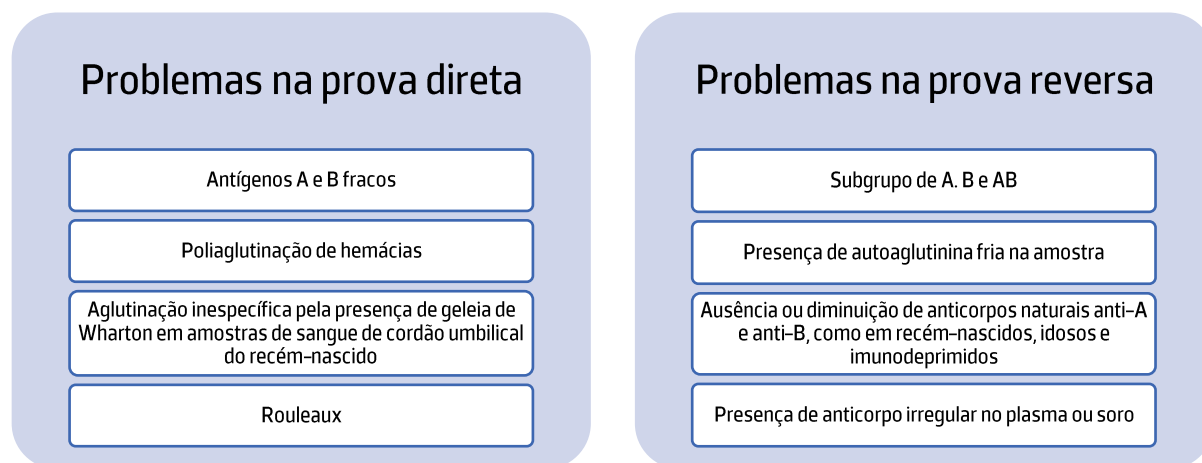 Problemas na prova direta
Antígenos A e B fracos
Poliaglutinação de hemácias
Aglutinação inespecífica pela presença de geleia de
Wharton em amostras de sangue de cordão umbilical
do recém-nascido
Rouleaux
Problemas na prova reversa
Subgrupo de A. B e AB
Presença de autoaglutinina fria na amostra
Ausência ou diminuição de anticorpos naturais anti-A
e anti-B, como em recém-nascidos, idosos e
imunodeprimidos
Presença de anticorpo irregular no plasma ou soro